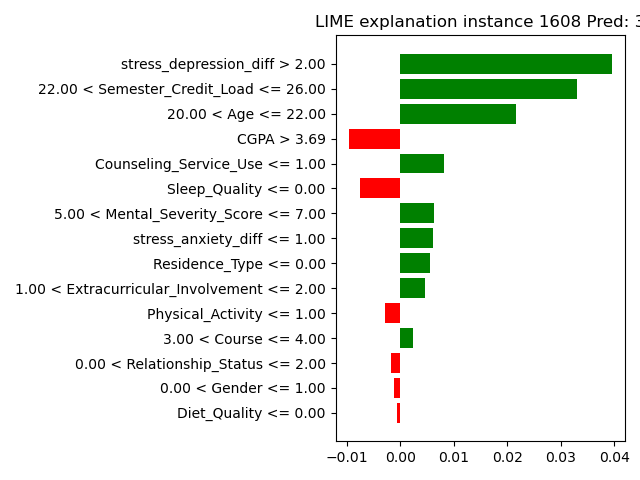 LIME explanation instance 1608 Pred: 3
stress_depression_diff > 2.00
22.00 < Semester_Credit_Load <= 26.00
20.00 < Age <= 22.00
CGPA > 3.69
Counseling_Service_Use <= 1.00
Sleep_Quality <= 0.00
5.00 < Mental_Severity_Score <= 7.00
stress_anxiety_diff <= 1.00
Residence_Type <= 0.00
1.00 < Extracurricular_Involvement <= 2.00
Physical_Activity <= 1.00
3.00 < Course <= 4.00
0.00 < Relationship_Status <= 2.00
0.00 < Gender <= 1.00
Diet_Quality <= 0.00
−0.01 0.00 0.01 0.02 0.03 0.04